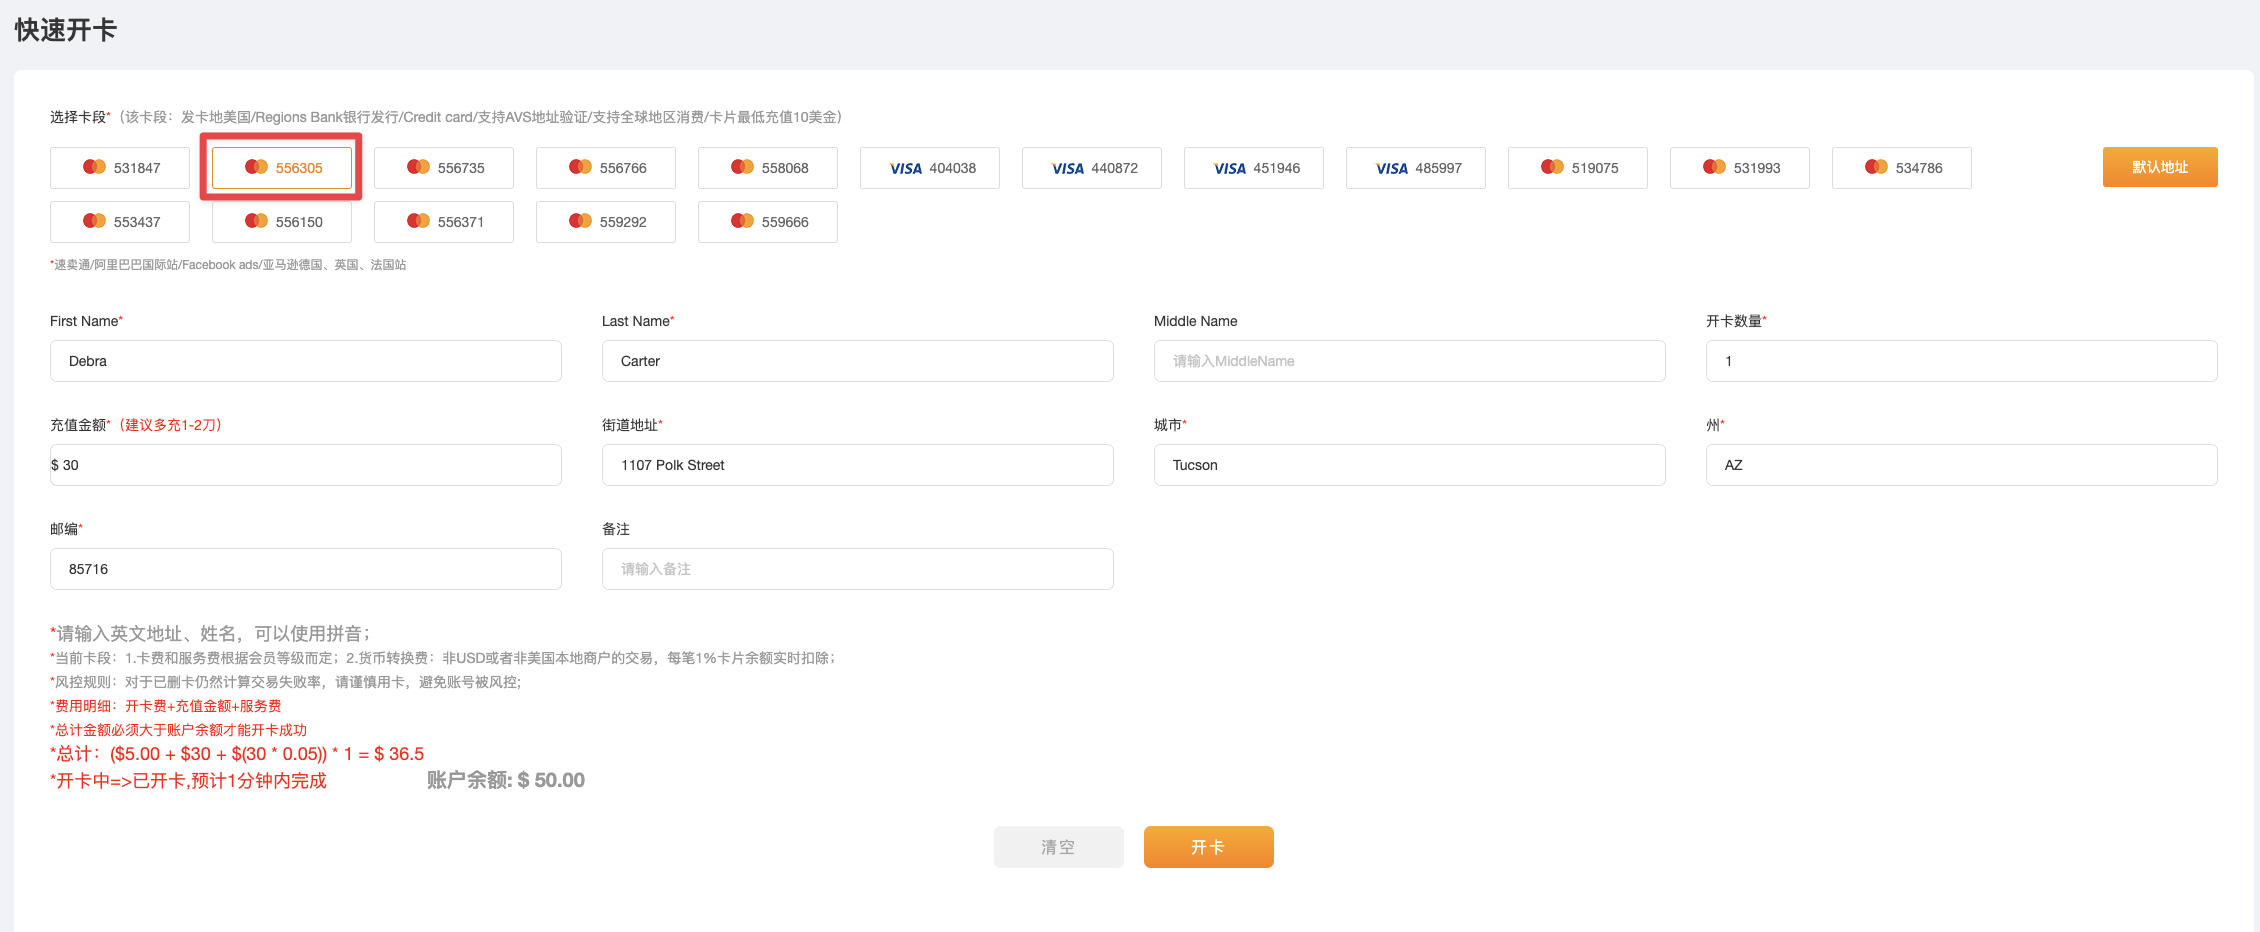 快速开卡
选择卡段*（该卡段：发卡地美国/Regions Bank银行发行/Credit card/支持AVS地址验证/支持全球地区消费/卡片最低充值10美金）
531847 556305 556735 556766 558068 VISA 404038 VISA 440872 VISA 451946 VISA 485997 519075 531993 534786 默认地址
553437 556150 556371 559292 559666
*速卖通/阿里巴巴国际站/Facebook ads/亚马逊德国、英国、法国站
First Name* Last Name* Middle Name 开卡数量*
Debra Carter 请输入MiddleName 1
充值金额*（建议多充1-2刀） 街道地址* 城市* 州*
$ 30 1107 Polk Street Tucson AZ
邮编* 备注
85716 请输入备注
*请输入英文地址、姓名，可以使用拼音；
*当前卡段：1.卡费和服务费根据会员等级而定；2.货币转换费：非USD或者非美国本地商户的交易，每笔1%卡片余额实时扣除；
*风控规则：对于已删卡仍然计算交易失败率，请谨慎用卡，避免账号被风控;
*费用明细：开卡费+充值金额+服务费
*总计金额必须大于账户余额才能开卡成功
*总计：($5.00 + $30 + $(30 * 0.05)) * 1 = $ 36.5
*开卡中=>已开卡,预计1分钟内完成 账户余额: $ 50.00
清空 开卡